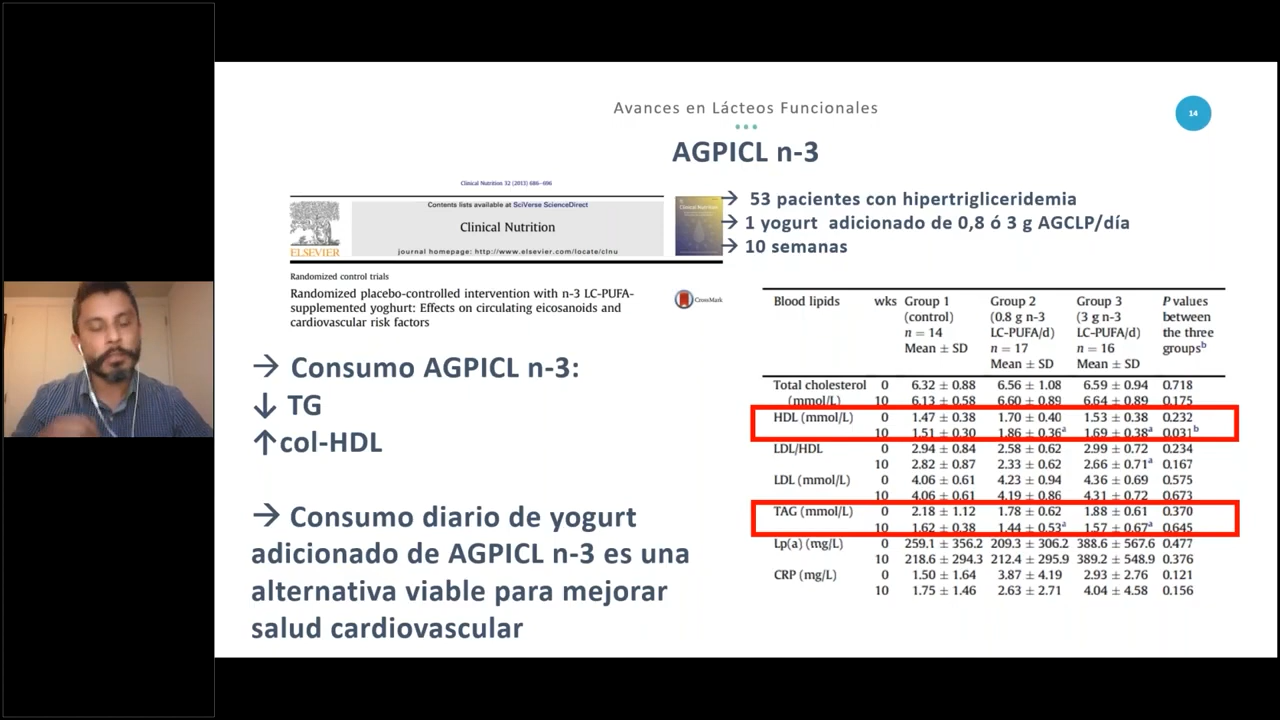 Avances en Lácteos Funcionales
14
AGPICL n-3
Clinical Nutrition 32 (2013) 686–696
Contents lists available at SciVerse ScienceDirect
Clinical Nutrition
journal homepage: http://www.elsevier.com/locate/clnu
ELSEVIER
Clinical Nutrition
→ 53 pacientes con hipertrigliceridemia
→ 1 yogurt adicionado de 0,8 ó 3 g AGCLP/día
→ 10 semanas
Randomized control trials
Randomized placebo-controlled intervention with n-3 LC-PUFA-
supplemented yoghurt: Effects on circulating eicosanoids and
cardiovascular risk factors
CrossMark
→ Consumo AGPICL n-3:
↓ TG
↑col-HDL
→ Consumo diario de yogurt
adicionado de AGPICL n-3 es una
alternativa viable para mejorar
salud cardiovascular
Blood lipids wks Group 1 Group 2 Group 3 P values
(control) (0.8 g n-3 (3 g n-3 between
n = 14 LC-PUFA/d) LC-PUFA/d) the three
Mean ± SD n = 17 n = 16 groupsb
Mean ± SD Mean ± SD
Total cholesterol 0 6.32 ± 0.88 6.56 ± 1.08 6.59 ± 0.94 0.718
(mmol/L) 10 6.13 ± 0.58 6.60 ± 0.89 6.64 ± 0.89 0.175
HDL (mmol/L) 0 1.47 ± 0.38 1.70 ± 0.40 1.53 ± 0.38 0.232
10 1.51 ± 0.30 1.86 ± 0.36a 1.69 ± 0.38a 0.031b
LDL/HDL 0 2.94 ± 0.84 2.58 ± 0.62 2.99 ± 0.72 0.234
10 2.82 ± 0.87 2.33 ± 0.62 2.66 ± 0.71a 0.167
LDL (mmol/L) 0 4.06 ± 0.61 4.23 ± 0.94 4.36 ± 0.69 0.575
10 4.06 ± 0.61 4.19 ± 0.86 4.31 ± 0.72 0.673
TAG (mmol/L) 0 2.18 ± 1.12 1.78 ± 0.62 1.88 ± 0.61 0.370
10 1.62 ± 0.38 1.44 ± 0.53a 1.57 ± 0.67a 0.645
Lp(a) (mg/L) 0 259.1 ± 356.2 209.3 ± 306.2 388.6 ± 567.6 0.477
10 218.6 ± 294.3 212.4 ± 295.9 389.2 ± 548.9 0.376
CRP (mg/L) 0 1.50 ± 1.64 3.87 ± 4.19 2.93 ± 2.76 0.121
10 1.75 ± 1.46 2.63 ± 2.71 4.04 ± 4.58 0.156